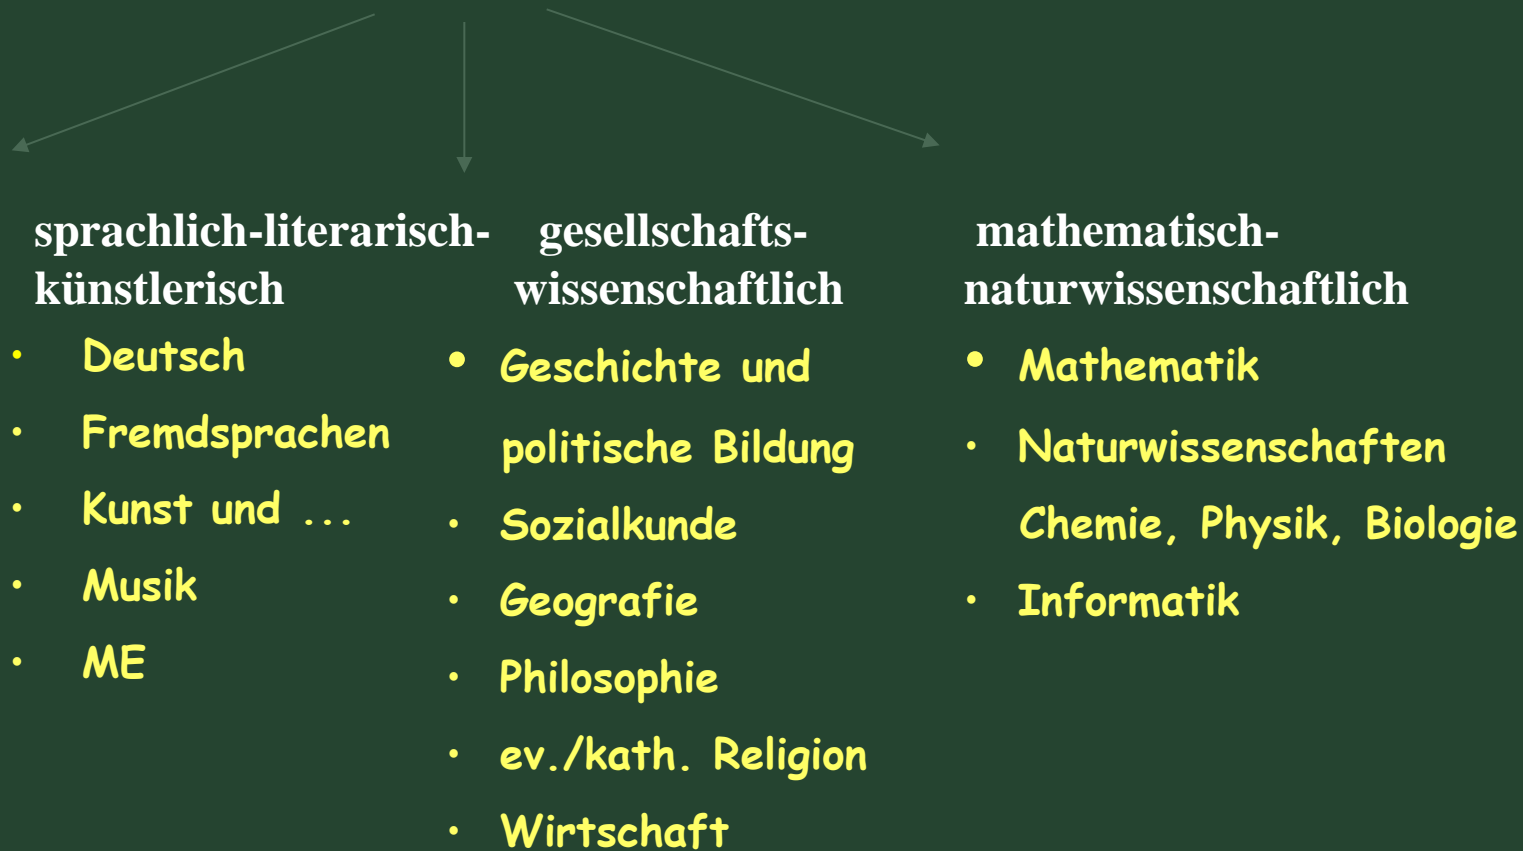 sprachlich-literarisch-
künstlerisch
• Deutsch
• Fremdsprachen
• Kunst und ...
• Musik
• ME
gesellschafts-
wissenschaftlich
• Geschichte und
politische Bildung
• Sozialkunde
• Geografie
• Philosophie
• ev./kath. Religion
• Wirtschaft
mathematisch-
naturwissenschaftlich
• Mathematik
• Naturwissenschaften
Chemie, Physik, Biologie
• Informatik